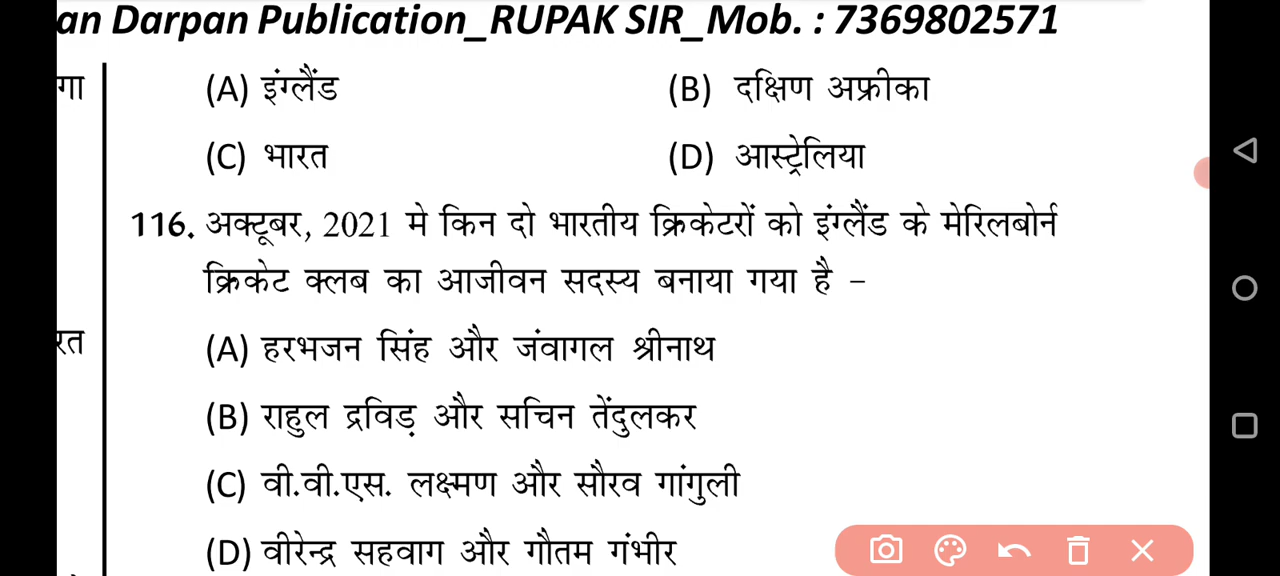 an Darpan Publication_RUPAK SIR_Mob. : 7369802571
गा
(A) इंग्लैंड (B) दक्षिण अफ्रीका
(C) भारत (D) आस्ट्रेलिया
116. अक्टूबर, 2021 मे किन दो भारतीय क्रिकेटरों को इंग्लैंड के मेरिलबोर्न
क्रिकेट क्लब का आजीवन सदस्य बनाया गया है –
रत
(A) हरभजन सिंह और जंवागल श्रीनाथ
(B) राहुल द्रविड़ और सचिन तेंदुलकर
(C) वी.वी.एस. लक्ष्मण और सौरव गांगुली
(D) वीरेन्द्र सहवाग और गौतम गंभीर